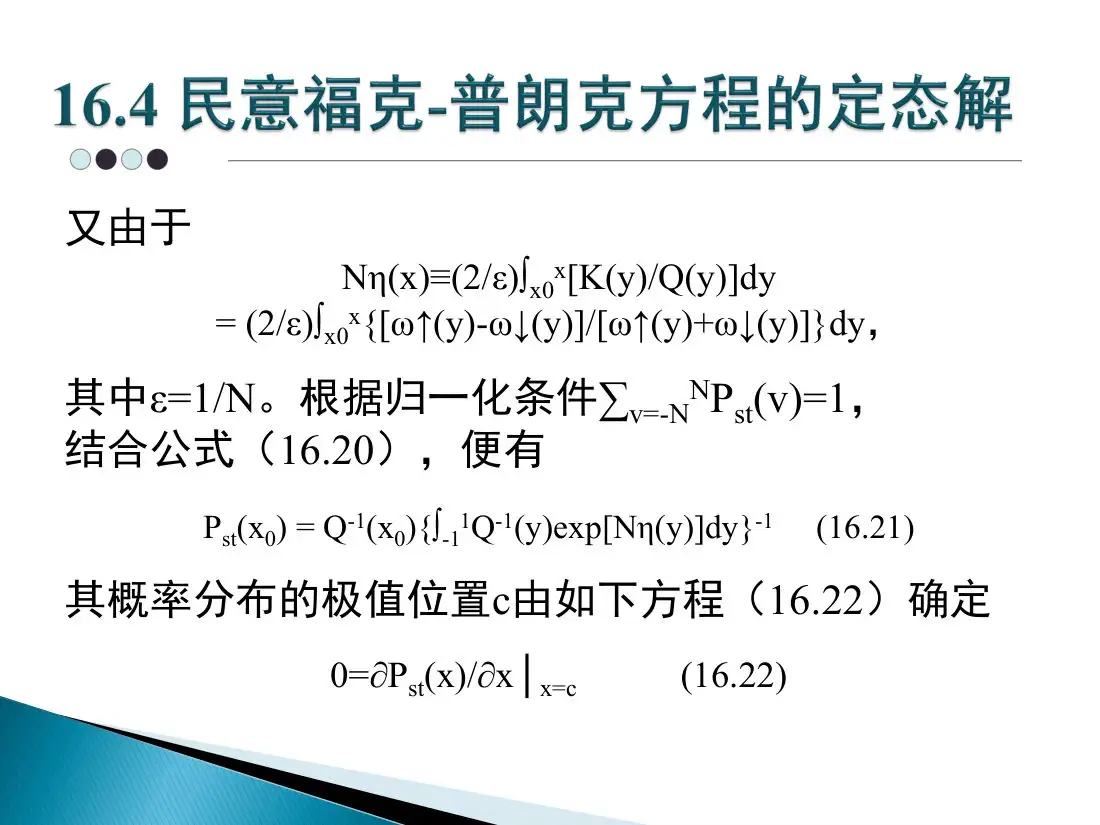 16.4 民意福克-普朗克方程的定态解
又由于
Nη(x)≡(2/ε)∫x0x[K(y)/Q(y)]dy
= (2/ε)∫x0x{[ω↑(y)-ω↓(y)]/[ω↑(y)+ω↓(y)]}dy，
其中ε=1/N。根据归一化条件∑v=-NNPst(v)=1，
结合公式（16.20），便有
Pst(x0) = Q-1(x0){∫-11Q-1(y)exp[Nη(y)]dy}-1 (16.21)
其概率分布的极值位置c由如下方程（16.22）确定
0=∂Pst(x)/∂x│x=c (16.22)